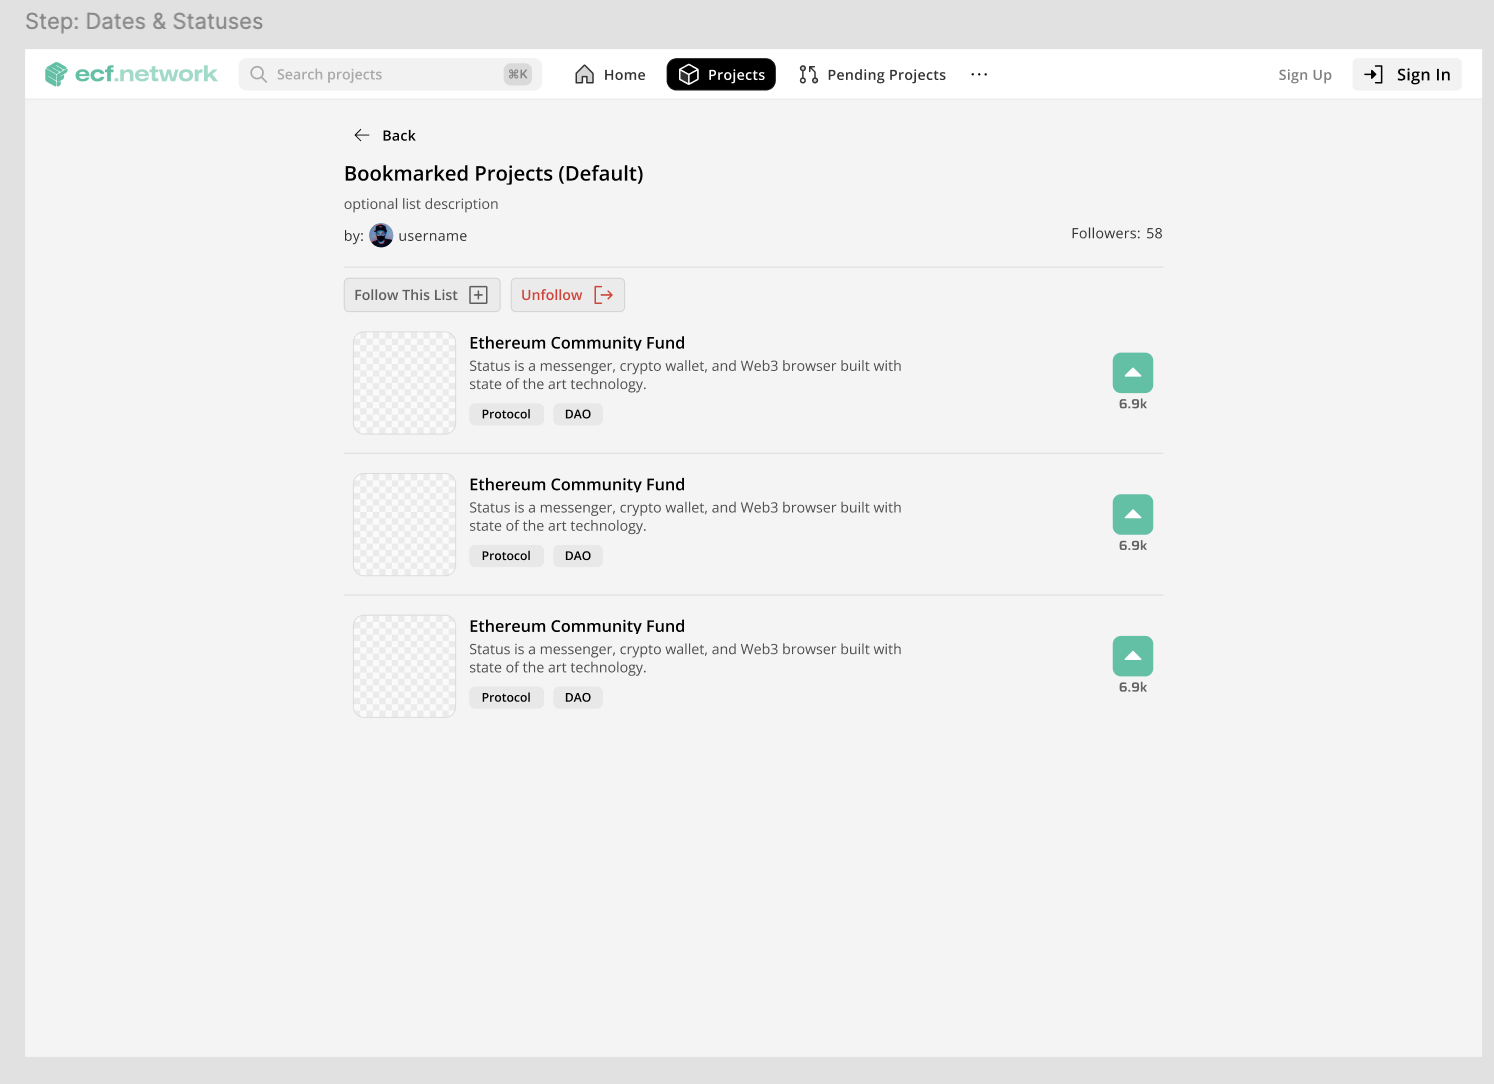 Step: Dates & Statuses
ecf.network
Search projects
⌘K
Home
Projects
Pending Projects
···
Sign Up
Sign In
Back
Bookmarked Projects (Default)
optional list description
by: username
Followers: 58
Follow This List
Unfollow
Ethereum Community Fund
Status is a messenger, crypto wallet, and Web3 browser built with
state of the art technology.
Protocol
DAO
6.9k
Ethereum Community Fund
Status is a messenger, crypto wallet, and Web3 browser built with
state of the art technology.
Protocol
DAO
6.9k
Ethereum Community Fund
Status is a messenger, crypto wallet, and Web3 browser built with
state of the art technology.
Protocol
DAO
6.9k